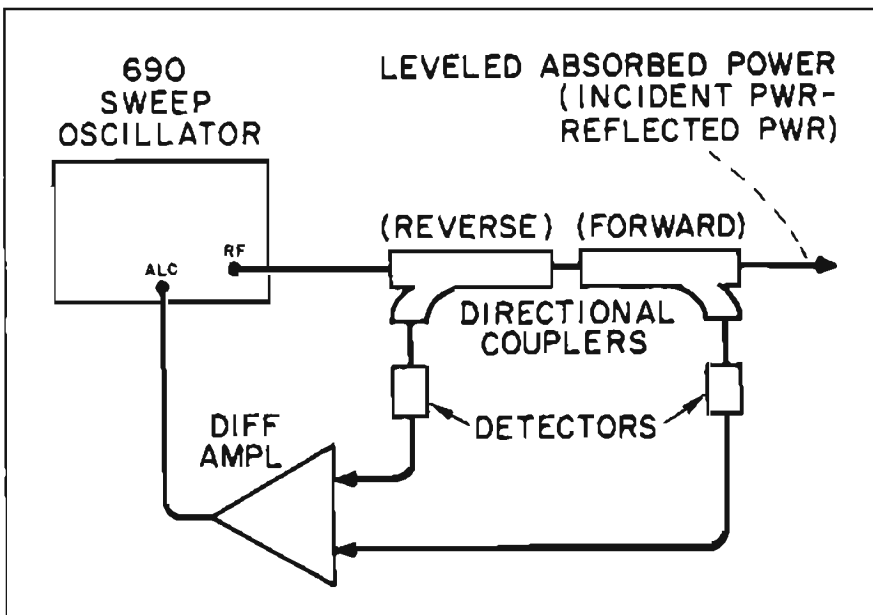 690
SWEEP
OSCILLATOR
LEVELED ABSORBED POWER
(INCIDENT PWR-
REFLECTED PWR)
(REVERSE) (FORWARD)
RF
ALC
DIRECTIONAL
COUPLERS
DETECTORS
DIFF
AMPL